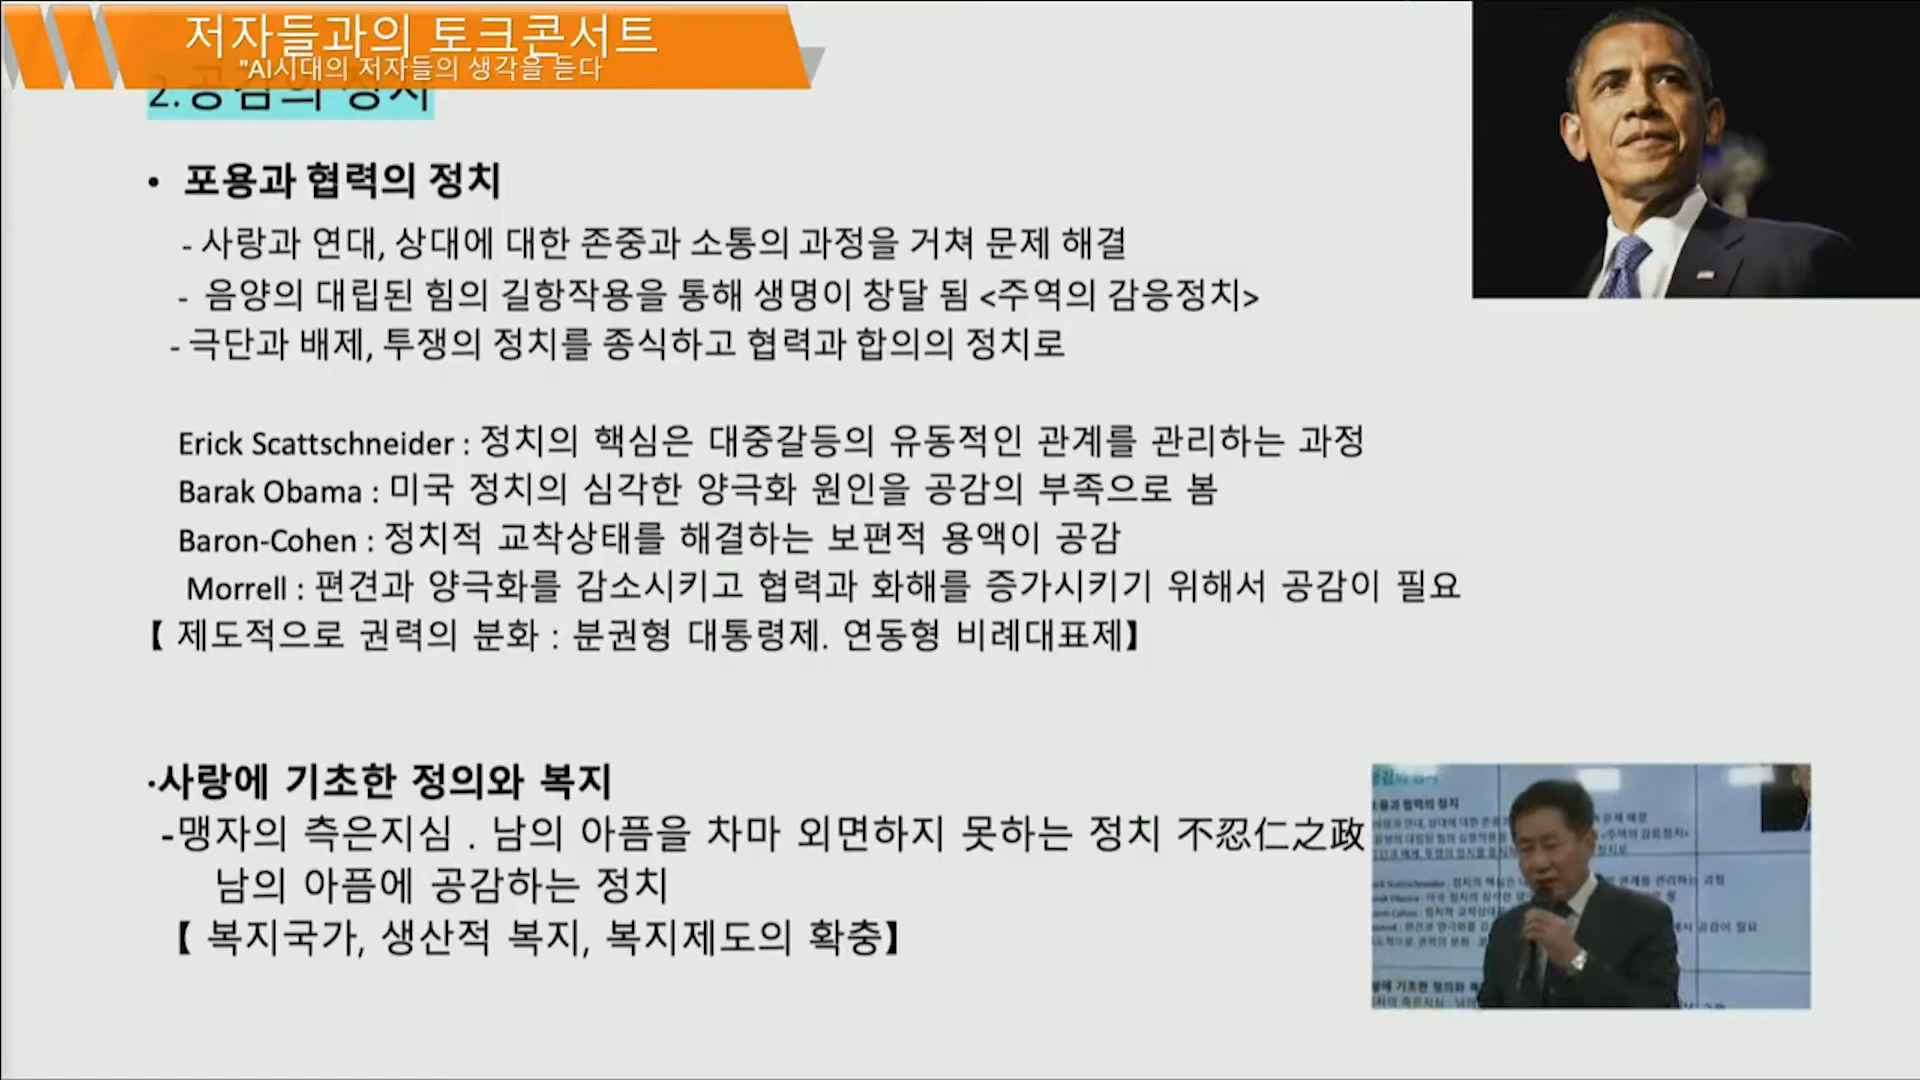 저자들과의 토크콘서트
"AI시대의 저자들의 생각을 듣다
2.공감의 정치
• 포용과 협력의 정치
- 사랑과 연대, 상대에 대한 존중과 소통의 과정을 거쳐 문제 해결
- 음양의 대립된 힘의 길항작용을 통해 생명이 창달 됨 <주역의 감응정치>
- 극단과 배제, 투쟁의 정치를 종식하고 협력과 합의의 정치로
Erick Scattschneider : 정치의 핵심은 대중갈등의 유동적인 관계를 관리하는 과정
Barak Obama : 미국 정치의 심각한 양극화 원인을 공감의 부족으로 봄
Baron-Cohen : 정치적 교착상태를 해결하는 보편적 용액이 공감
Morrell : 편견과 양극화를 감소시키고 협력과 화해를 증가시키기 위해서 공감이 필요
【 제도적으로 권력의 분화 : 분권형 대통령제. 연동형 비례대표제】
·사랑에 기초한 정의와 복지
-맹자의 측은지심 . 남의 아픔을 차마 외면하지 못하는 정치 不忍仁之政
남의 아픔에 공감하는 정치
【 복지국가, 생산적 복지, 복지제도의 확충】